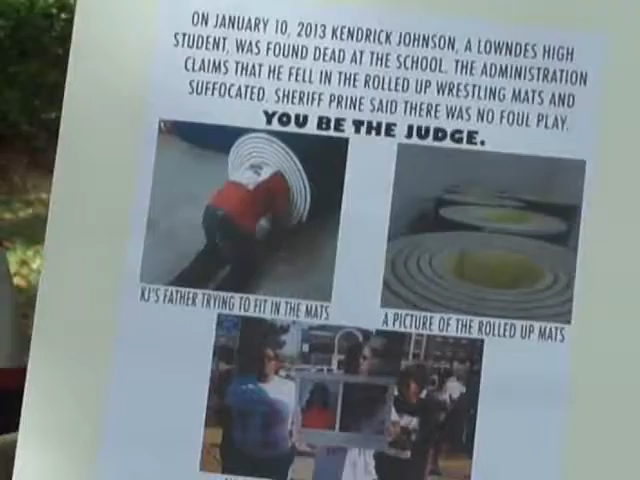 ON JANUARY 10, 2013 KENDRICK JOHNSON, A LOWNDES HIGH
STUDENT, WAS FOUND DEAD AT THE SCHOOL. THE ADMINISTRATION
CLAIMS THAT HE FELL IN THE ROLLED UP WRESTLING MATS AND
SUFFOCATED. SHERIFF PRINE SAID THERE WAS NO FOUL PLAY.
YOU BE THE JUDGE.
KJ'S FATHER TRYING TO FIT IN THE MATS
A PICTURE OF THE ROLLED UP MATS